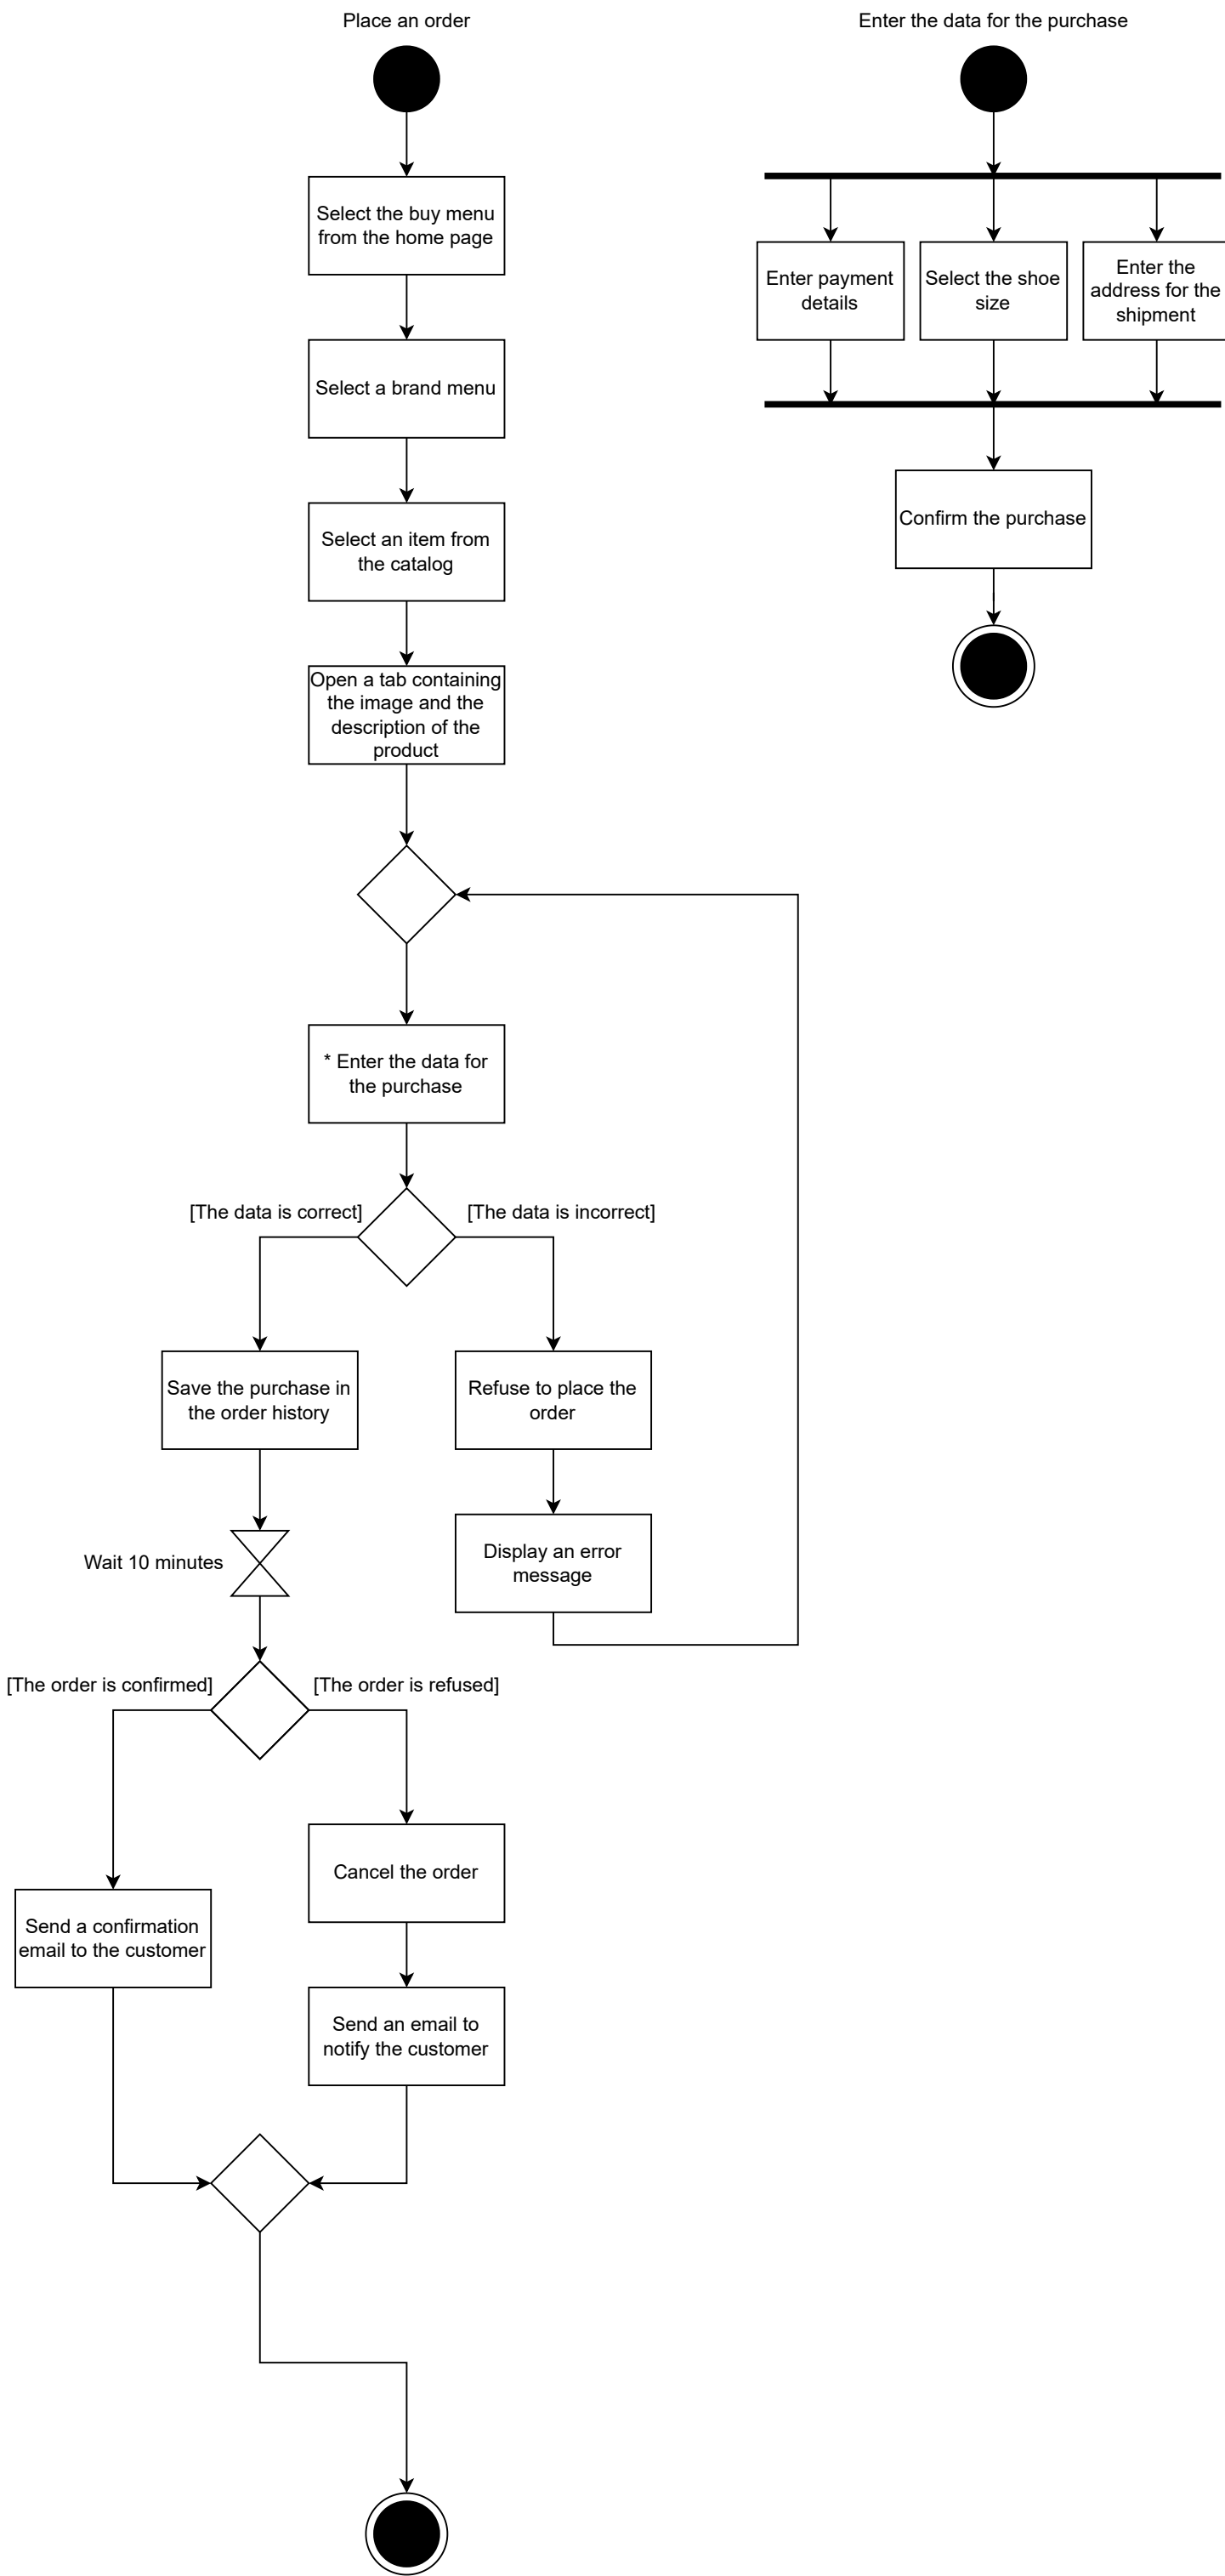 Place an order
Select the buy menu
from the home page
Select a brand menu
Select an item from
the catalog
Open a tab containing
the image and the
description of the
product
* Enter the data for
the purchase
[The data is correct]
[The data is incorrect]
Save the purchase in
the order history
Refuse to place the
order
Wait 10 minutes
Display an error
message
[The order is confirmed]
[The order is refused]
Cancel the order
Send a confirmation
email to the customer
Send an email to
notify the customer
Enter the data for the purchase
Enter payment
details
Select the shoe
size
Enter the
address for the
shipment
Confirm the purchase